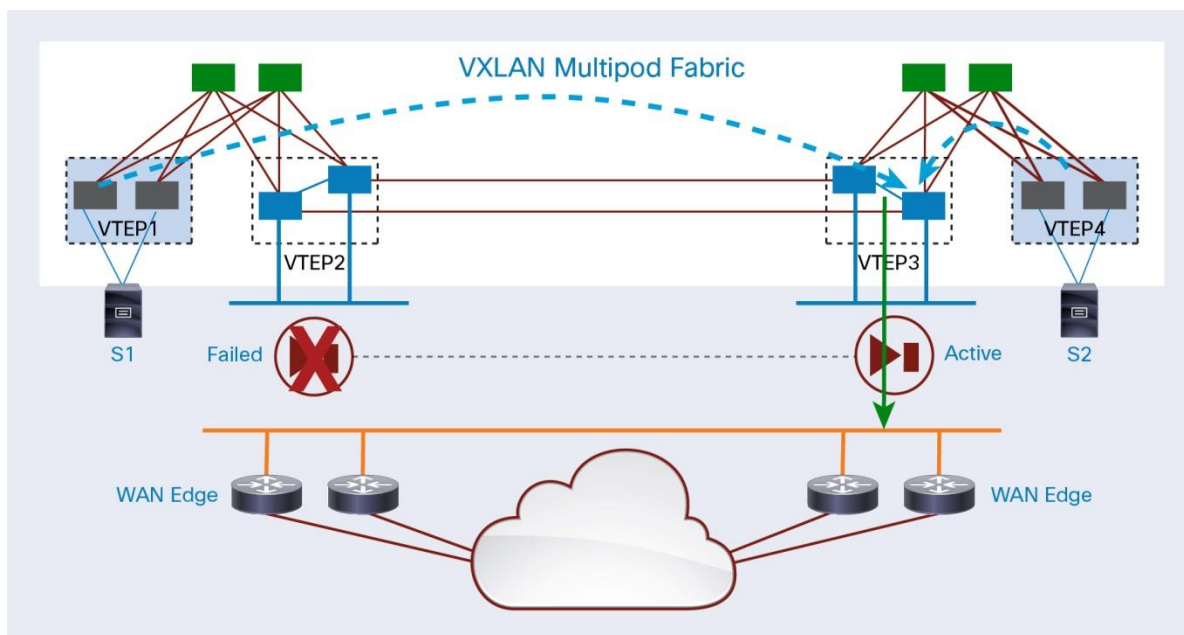 VXLAN Multipod Fabric
VTEP1
VTEP2
VTEP3
VTEP4
S1
Failed
Active
S2
WAN Edge
WAN Edge